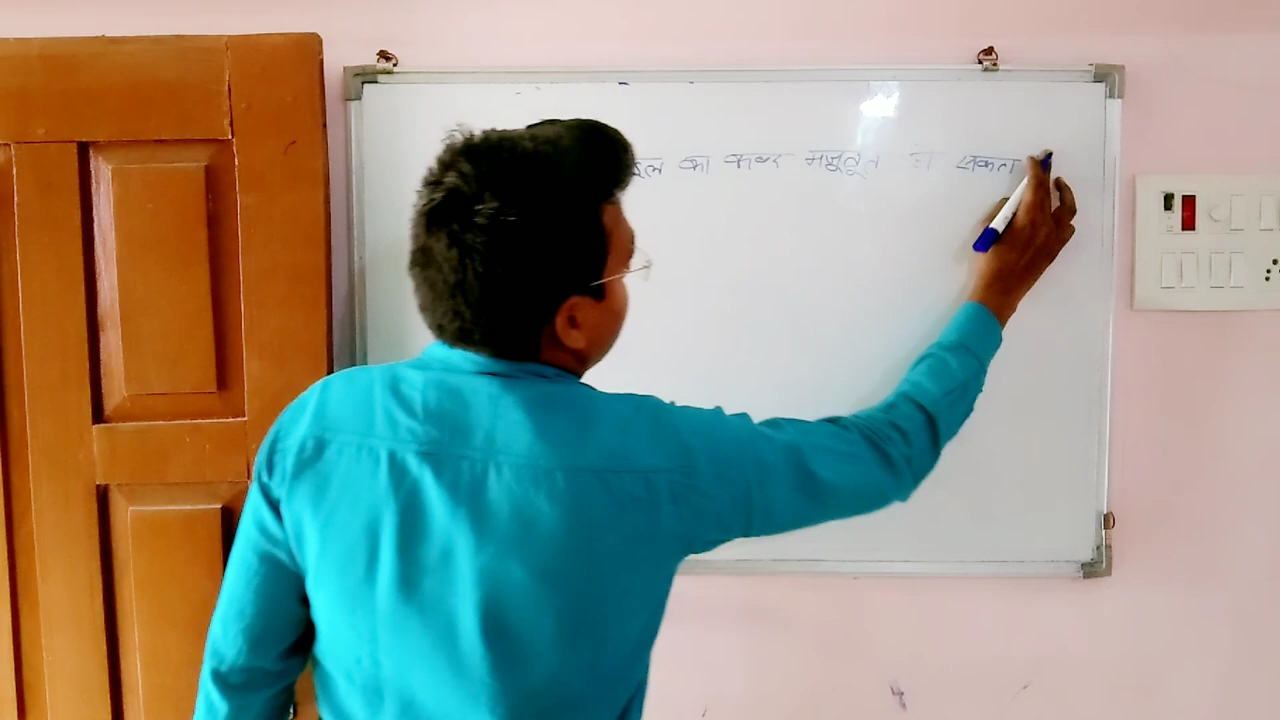 का कवर मजबूत हो सकता